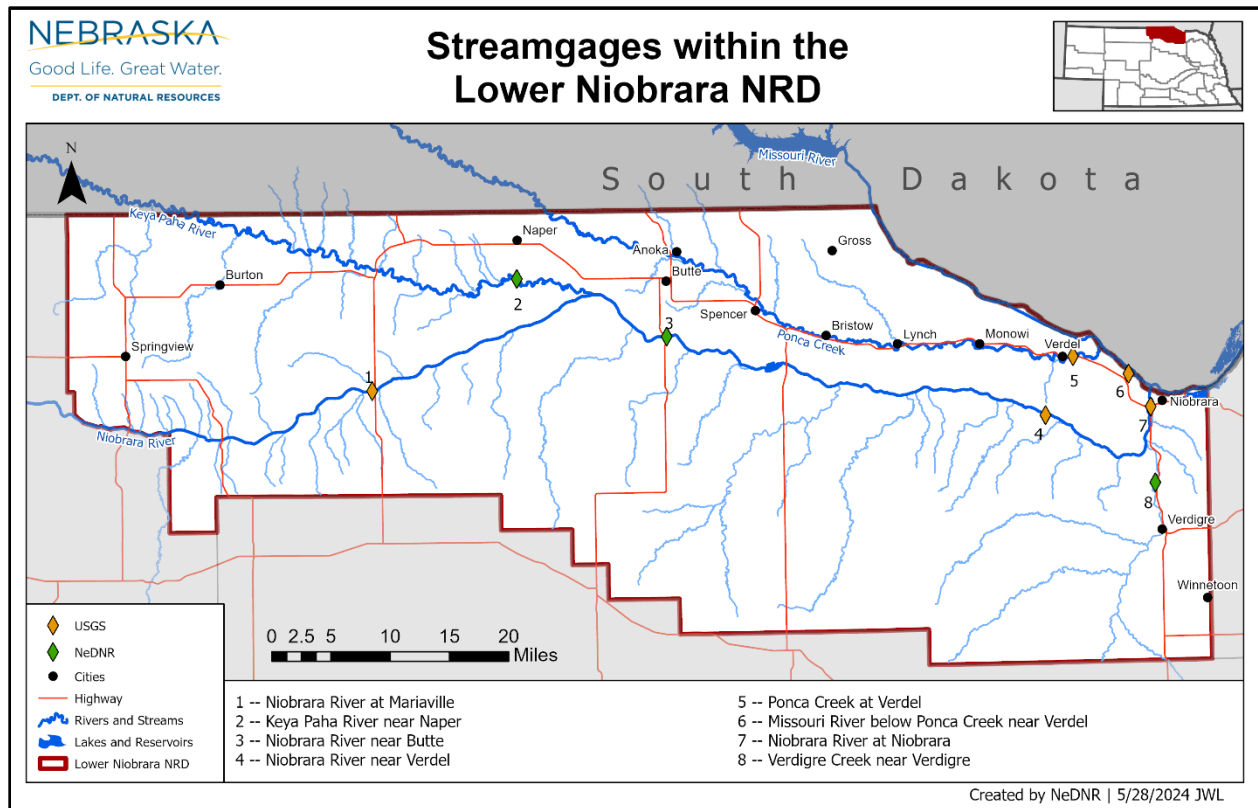 NEBRASKA
Good Life. Great Water.
DEPT. OF NATURAL RESOURCES
Streamgages within the
Lower Niobrara NRD
N
Missouri River
South Dakota
Keya Paha River
Naper
Anoka
Gross
Burton
Butte
2
Spencer
3
Bristow
Lynch
Monowi
Verdel
Ponca Creek
Springview
5
1
6
Niobrara
4
7
Niobrara River
8
Verdigre
Winnetoon
USGS
NeDNR
Cities
Highway
Rivers and Streams
Lakes and Reservoirs
Lower Niobrara NRD
0 2.5 5 10 15 20
Miles
1 -- Niobrara River at Mariaville
2 -- Keya Paha River near Naper
3 -- Niobrara River near Butte
4 -- Niobrara River near Verdel
5 -- Ponca Creek at Verdel
6 -- Missouri River below Ponca Creek near Verdel
7 -- Niobrara River at Niobrara
8 -- Verdigre Creek near Verdigre
Created by NeDNR | 5/28/2024 JWL